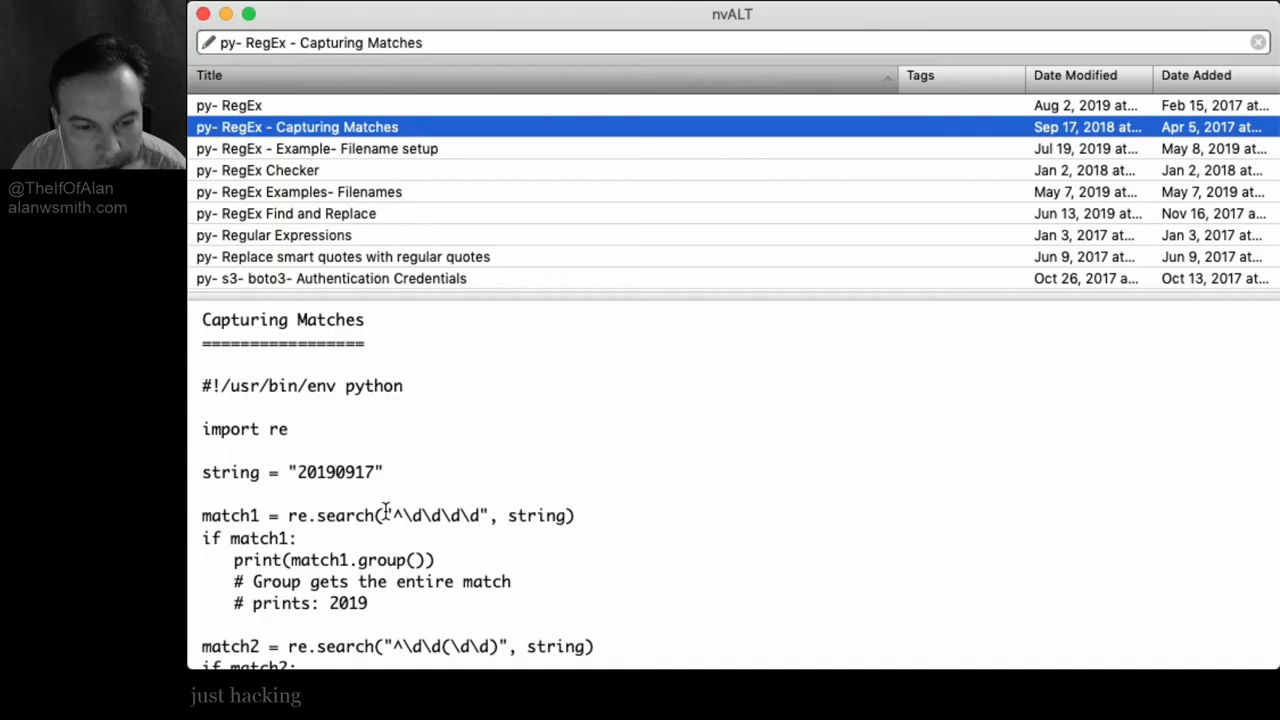 nvALT
py- RegEx - Capturing Matches
Title Tags Date Modified Date Added
py- RegEx Aug 2, 2019 at... Feb 15, 2017 at...
py- RegEx - Capturing Matches Sep 17, 2018 at... Apr 5, 2017 at...
py- RegEx - Example- Filename setup Jul 19, 2019 at... May 8, 2019 at...
py- RegEx Checker Jan 2, 2018 at... Jan 2, 2018 at...
py- RegEx Examples- Filenames May 7, 2019 at... May 7, 2019 at...
py- RegEx Find and Replace Jun 13, 2019 at... Nov 16, 2017 at...
py- Regular Expressions Jan 3, 2017 at... Jan 3, 2017 at...
py- Replace smart quotes with regular quotes Jun 9, 2017 at... Jun 9, 2017 at...
py- s3- boto3- Authentication Credentials Oct 26, 2017 a... Oct 13, 2017 at...
Capturing Matches
=================
#!/usr/bin/env python
import re
string = "20190917"
match1 = re.search("^\d\d\d\d", string)
if match1:
print(match1.group())
# Group gets the entire match
# prints: 2019
match2 = re.search("^\d\d(\d\d)", string)
if match2:
@TheIfOfAlan
alanwsmith.com
just hacking